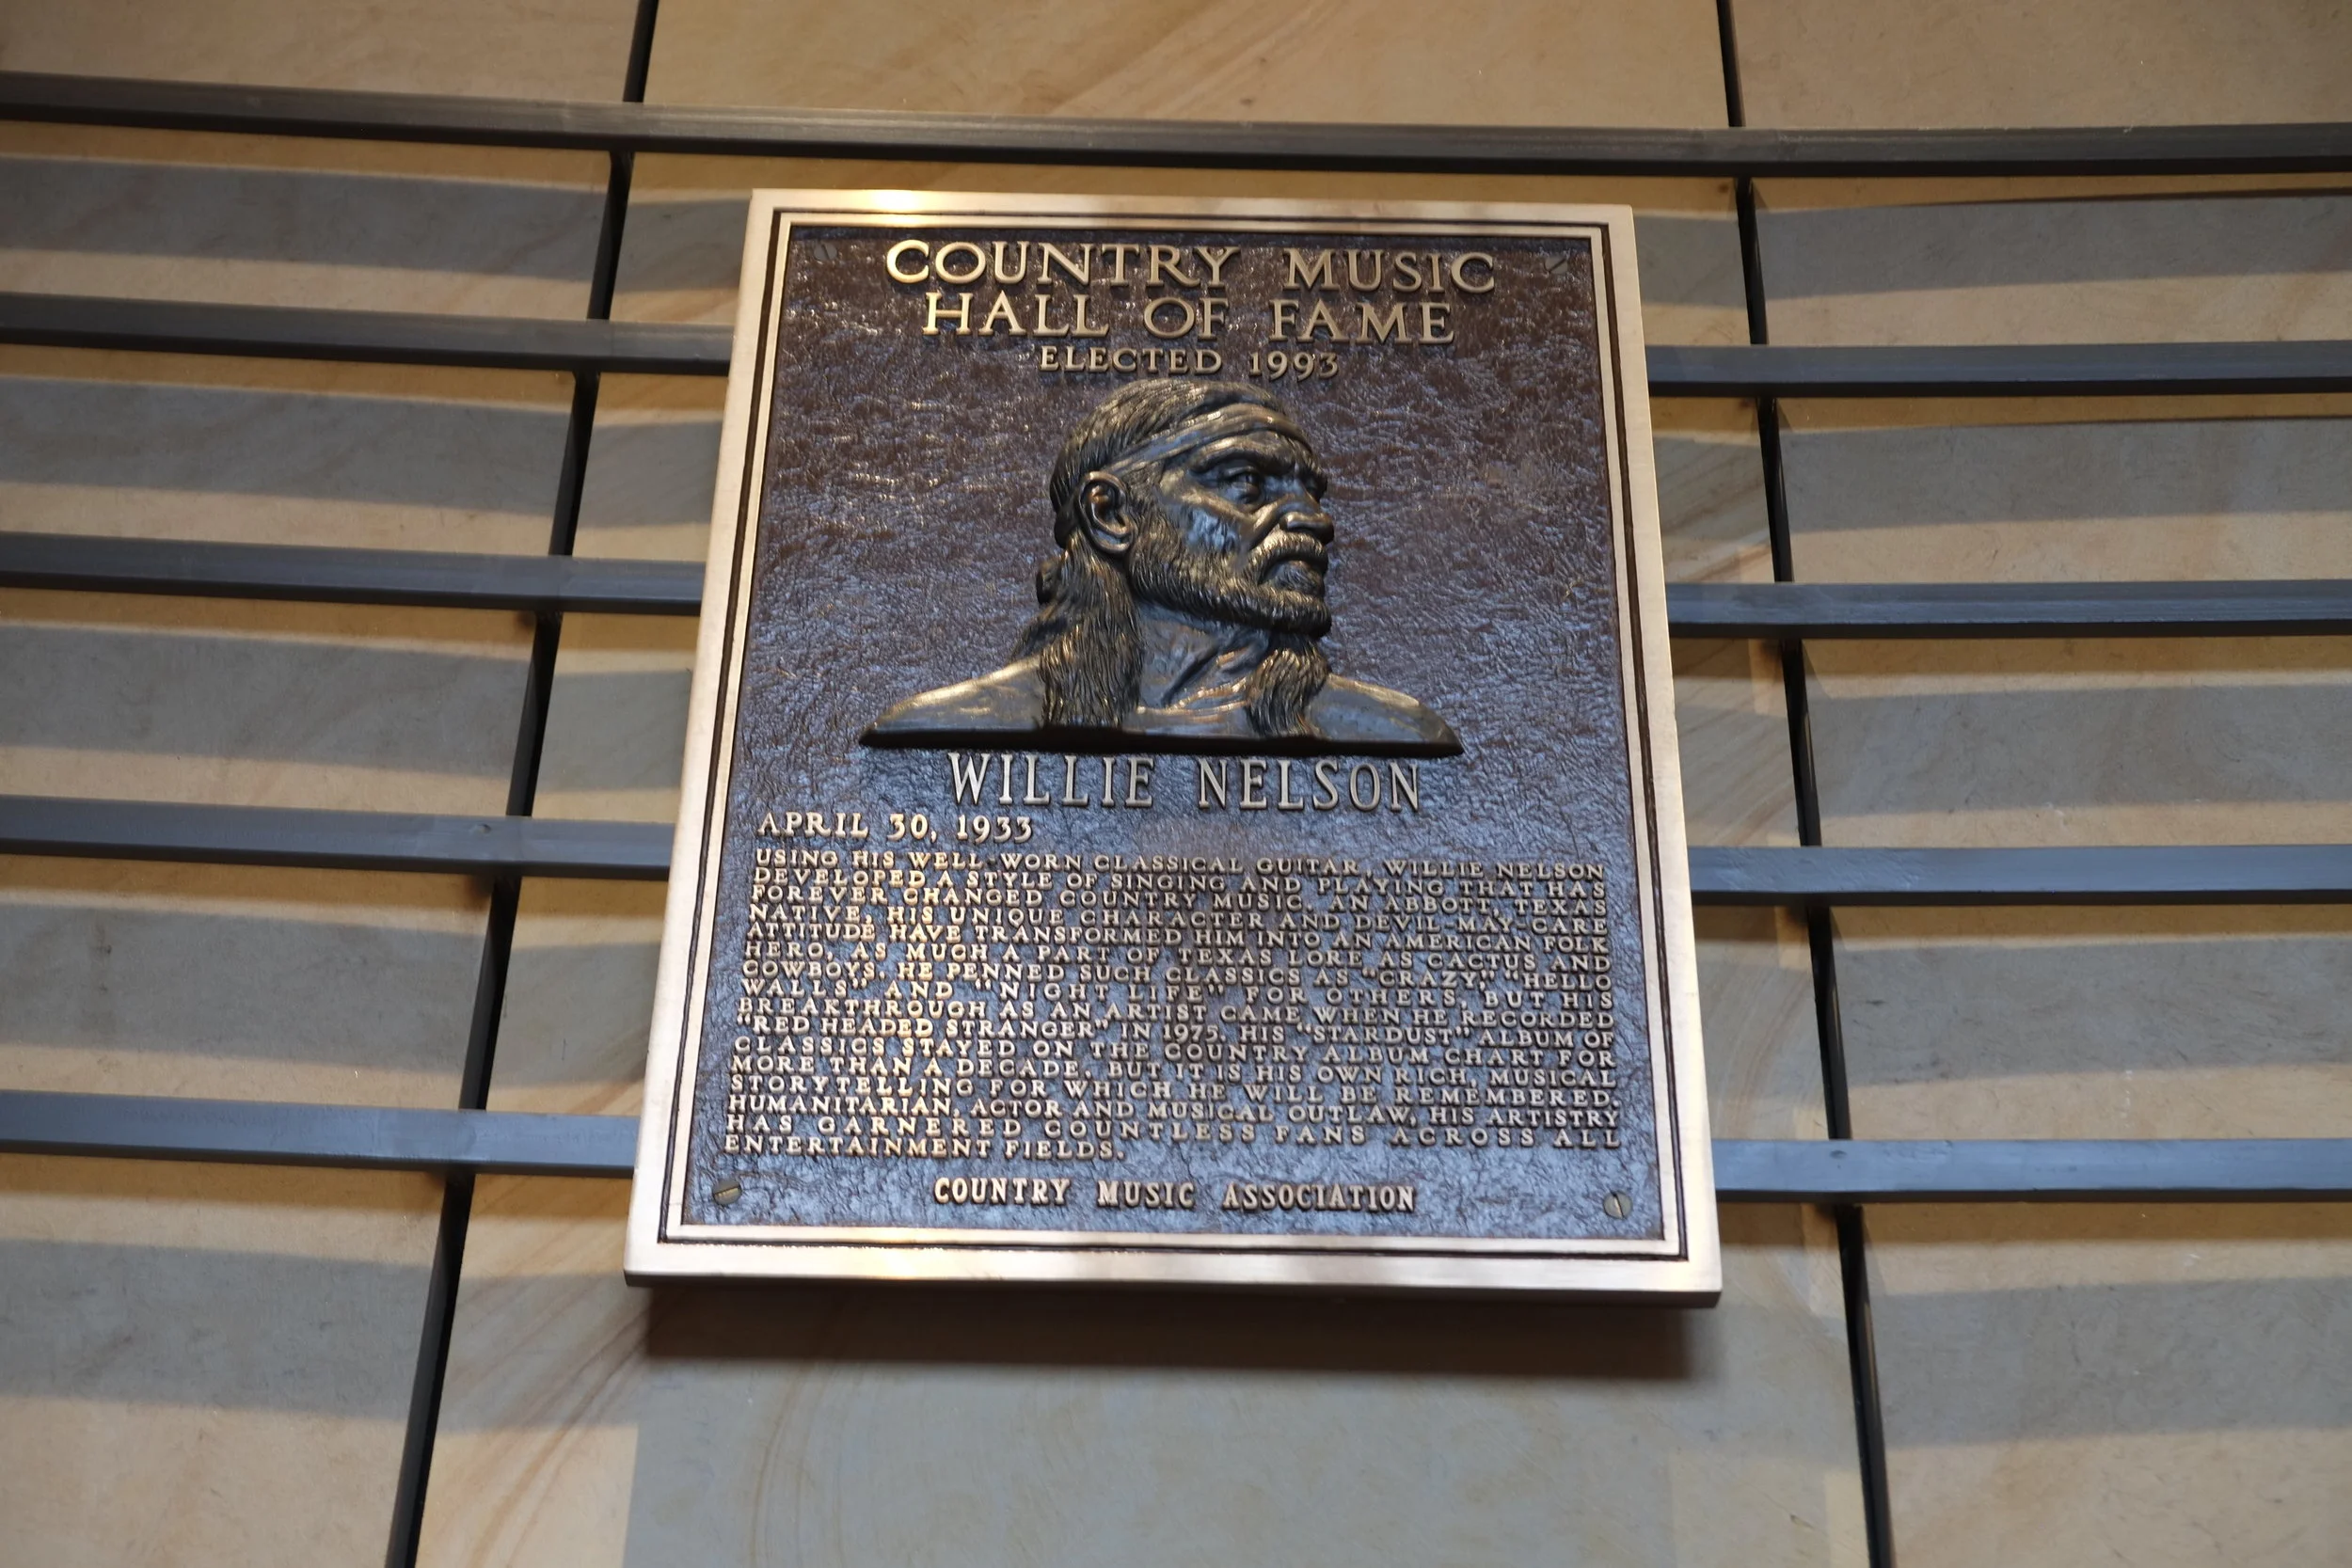 COUNTRY MUSIC
HALL OF FAME
ELECTED 1993
WILLIE NELSON
APRIL 30, 1933
USING HIS WELL-WORN CLASSICAL GUITAR, WILLIE NELSON
DEVELOPED A STYLE OF SINGING AND PLAYING THAT HAS
FOREVER CHANGED COUNTRY MUSIC. AN ABBOTT, TEXAS
NATIVE, HIS UNIQUE CHARACTER AND DEVIL-MAY-CARE
ATTITUDE HAVE TRANSFORMED HIM INTO AN AMERICAN FOLK
HERO, AS MUCH A PART OF TEXAS LORE AS CACTUS AND
COWBOYS. HE PENNED SUCH CLASSICS AS "CRAZY," "HELLO
WALLS" AND "NIGHT LIFE" FOR OTHERS, BUT HIS
BREAKTHROUGH AS AN ARTIST CAME WHEN HE RECORDED
"RED HEADED STRANGER" IN 1975. HIS "STARDUST" ALBUM OF
CLASSICS STAYED ON THE COUNTRY ALBUM CHART FOR
MORE THAN A DECADE, BUT IT IS HIS OWN RICH, MUSICAL
STORYTELLING FOR WHICH HE WILL BE REMEMBERED.
HUMANITARIAN, ACTOR AND MUSICAL OUTLAW, HIS ARTISTRY
HAS GARNERED COUNTLESS FANS ACROSS ALL
ENTERTAINMENT FIELDS.
COUNTRY MUSIC ASSOCIATION